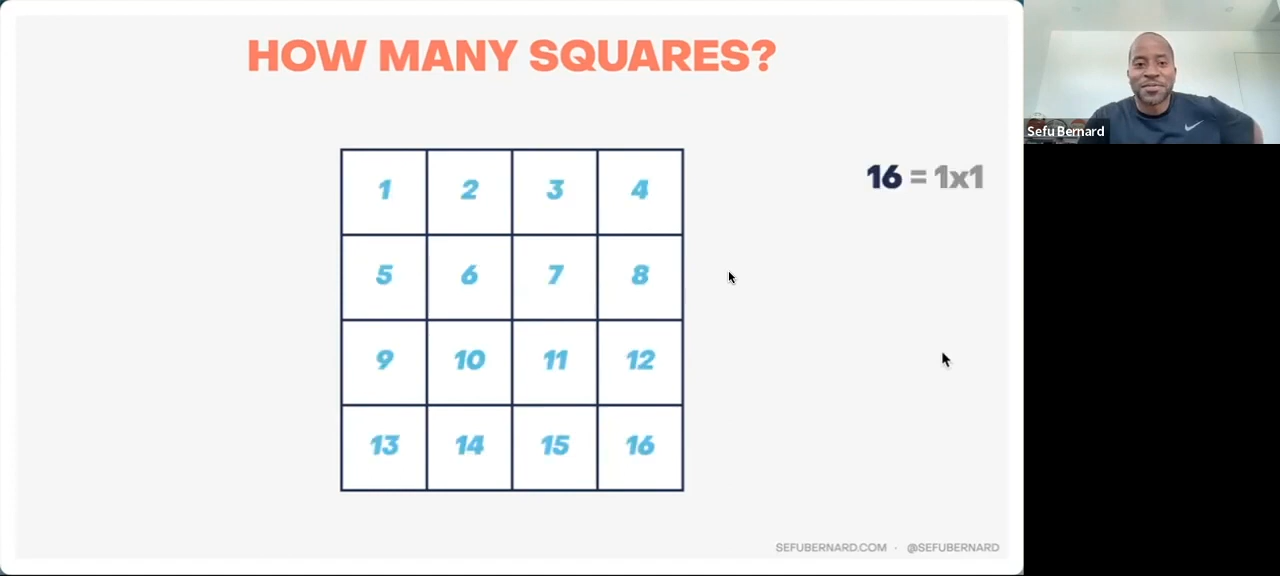 HOW MANY SQUARES?
16 = 1x1
1 2 3 4
5 6 7 8
9 10 11 12
13 14 15 16
SEFUBERNARD.COM · @SEFUBERNARD
Sefu Bernard